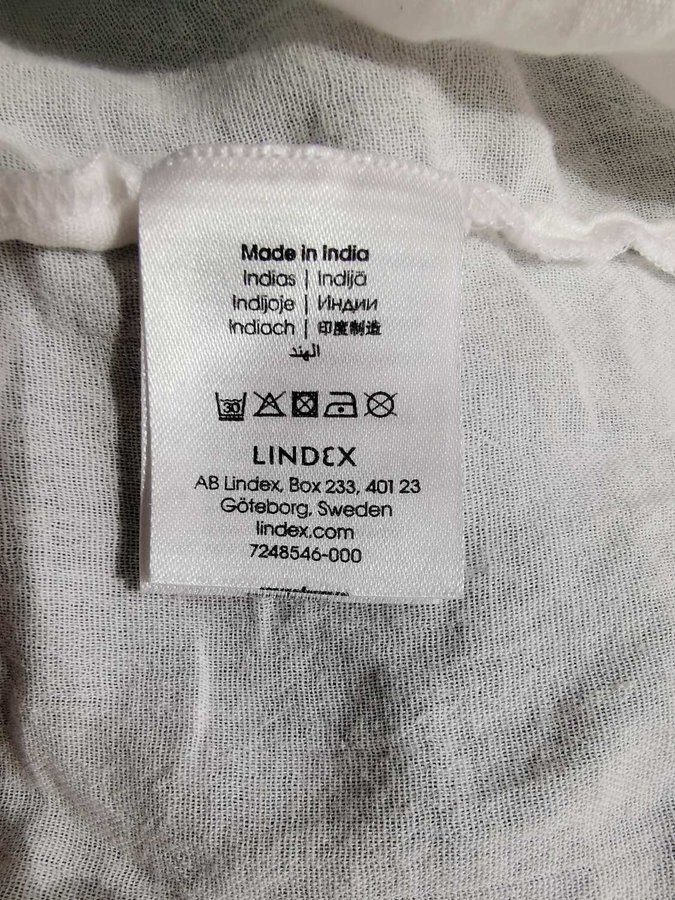 Made in India
Indias | Indijā
Indijoje | Индии
Indiach | 印度制造
الهند
30
LINDEX
AB Lindex, Box 233, 401 23
Göteborg, Sweden
lindex.com
7248546-000